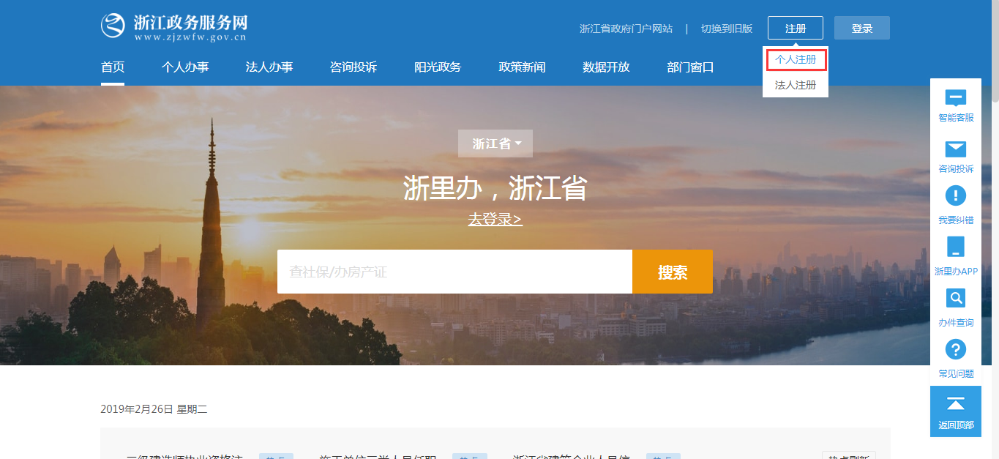 浙江政务服务网
www.zjzwfw.gov.cn
浙江省政府门户网站 | 切换到旧版 注册 登录
首页 个人办事 法人办事 咨询投诉 阳光政务 政策新闻 数据开放 部门窗口
个人注册
法人注册
浙江省
浙里办，浙江省
去登录>
查社保/办房产证 搜索
智能客服
咨询投诉
我要纠错
浙里办APP
办件查询
常见问题
返回顶部
2019年2月26日 星期二